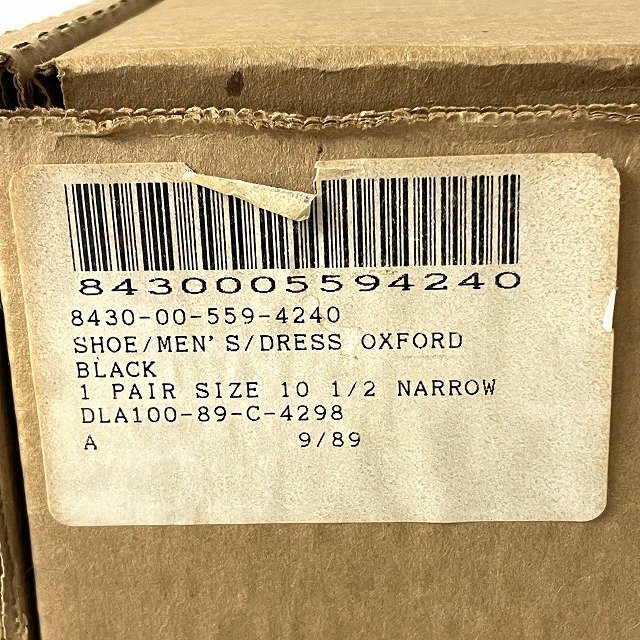 8430005594240
8430-00-559-4240
SHOE/MEN'S/DRESS OXFORD
BLACK
1 PAIR SIZE 10 1/2 NARROW
DLA100-89-C-4298
A 9/89